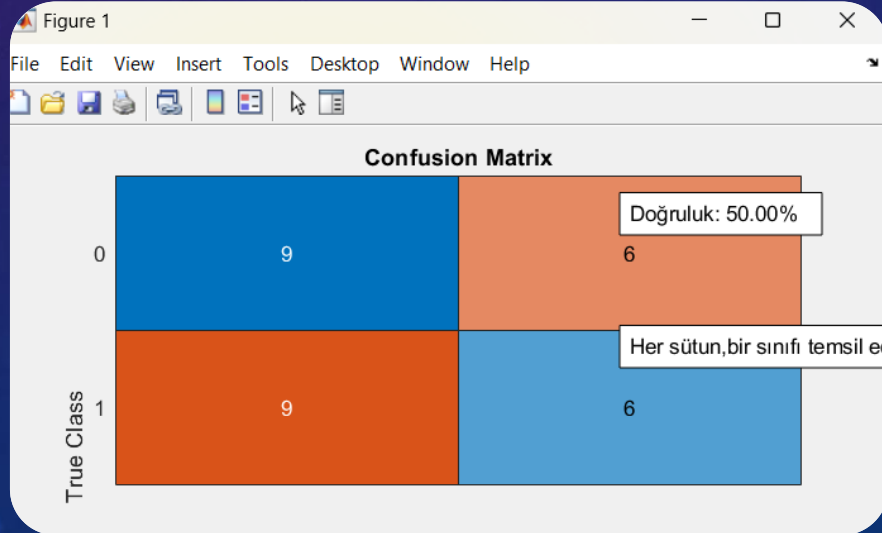 Figure 1
File Edit View Insert Tools Desktop Window Help
Confusion Matrix
Doğruluk: 50.00%
0 9 6
Her sütun,bir sınıfı temsil
1 9 6
True Class